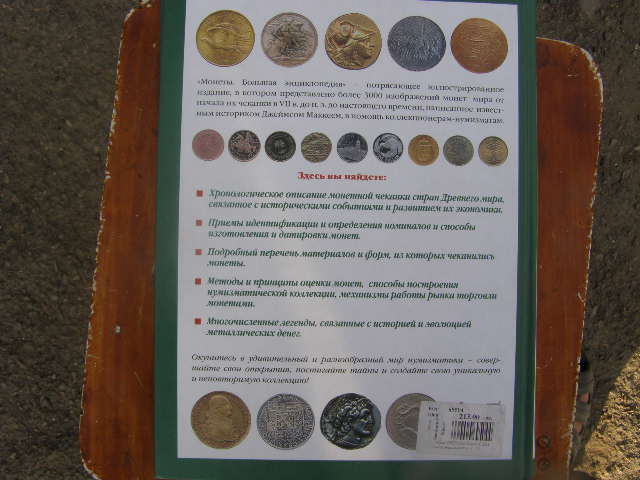 «Монеты. Большая энциклопедия» – потрясающее иллюстрированное
издание, в котором представлено более 3000 изображений монет мира от
начала их чеканки в VII в. до н. э. до настоящего времени, написанное извест-
ным историком Джеймсом Маккеем, в помощь коллекционерам-нумизматам.
Здесь вы найдете:
Хронологическое описание монетной чеканки стран Древнего мира,
связанное с историческими событиями и развитием их экономики.
Приемы идентификации и определения номиналов и способы
изготовления и датировки монет.
Подробный перечень материалов и форм, из которых чеканились
монеты.
Методы и принципы оценки монет, способы построения
нумизматической коллекции, механизмы работы рынка торговли
монетами.
Многочисленные легенды, связанные с историей и эволюцией
металлических денег.
Окунитесь в удивительный и разнообразный мир нумизматики – совер-
шайте свои открытия, постигайте тайны и создайте свою уникальную
и неповторимую коллекцию!
213.00